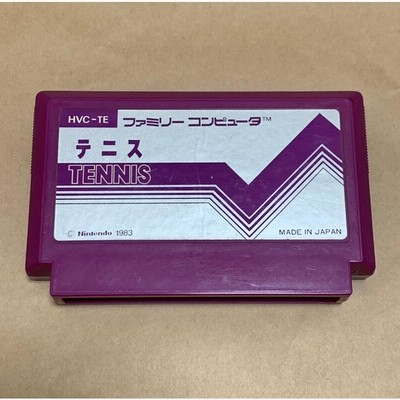 HVC-TE ファミリー コンピュータ™
テニス
TENNIS
© Nintendo 1983
MADE IN JAPAN